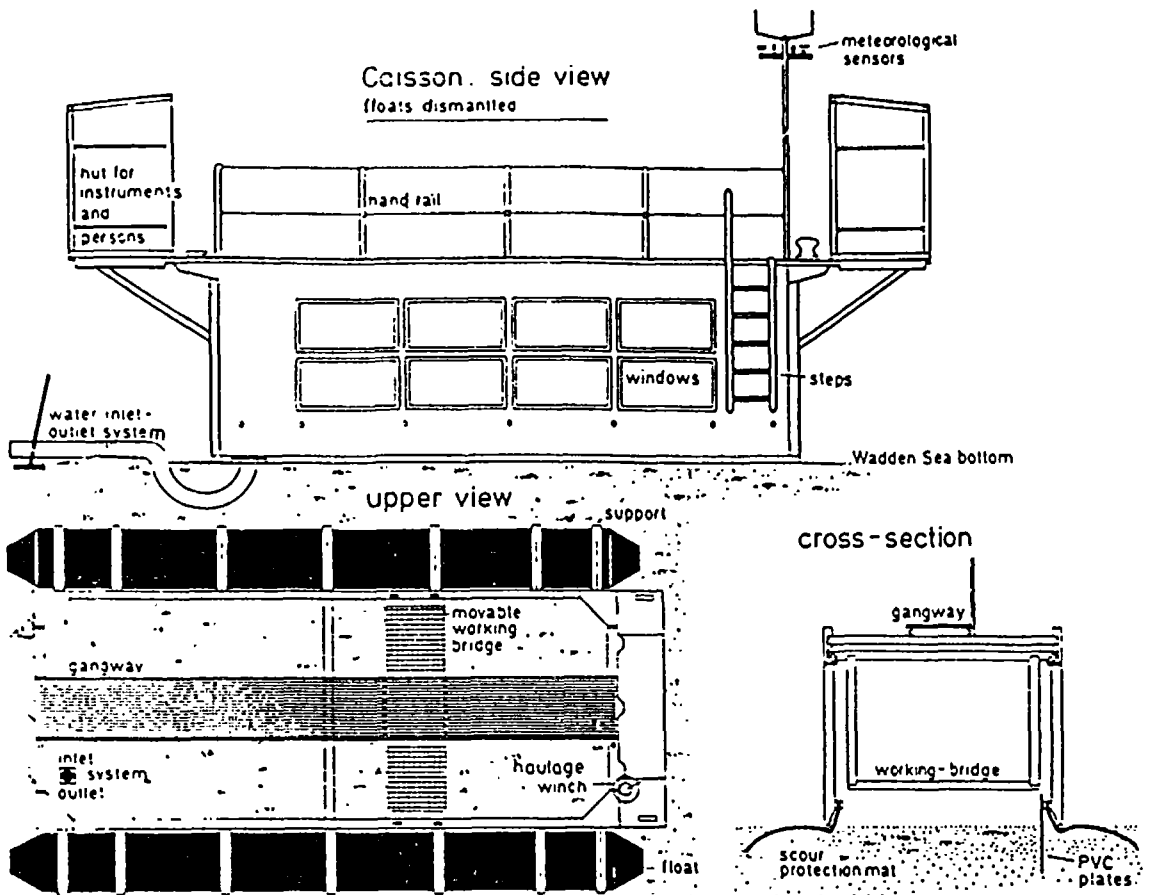 meteorological
sensors
Caisson. side view
floats dismantled
hut for
instruments
and
persons
hand rail
windows
steps
water inlet-
outlet system
Wadden Sea bottom
upper view
support
cross-section
movable
working
bridge
gangway
gangway
inlet
system
outlet
haulage
winch
working-bridge
float
scour
protection mat
PVC
plates